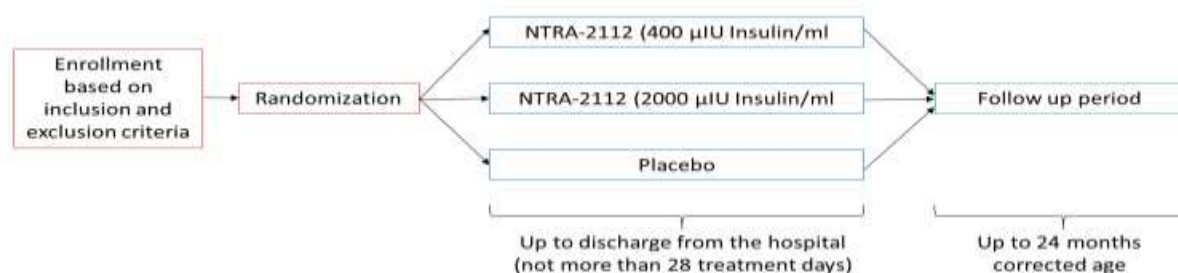 Enrollment
based on
inclusion and
exclusion criteria
Randomization
NTRA-2112 (400 µIU Insulin/ml
NTRA-2112 (2000 µIU Insulin/ml
Placebo
Follow up period
Up to discharge from the hospital
(not more than 28 treatment days)
Up to 24 months
corrected age